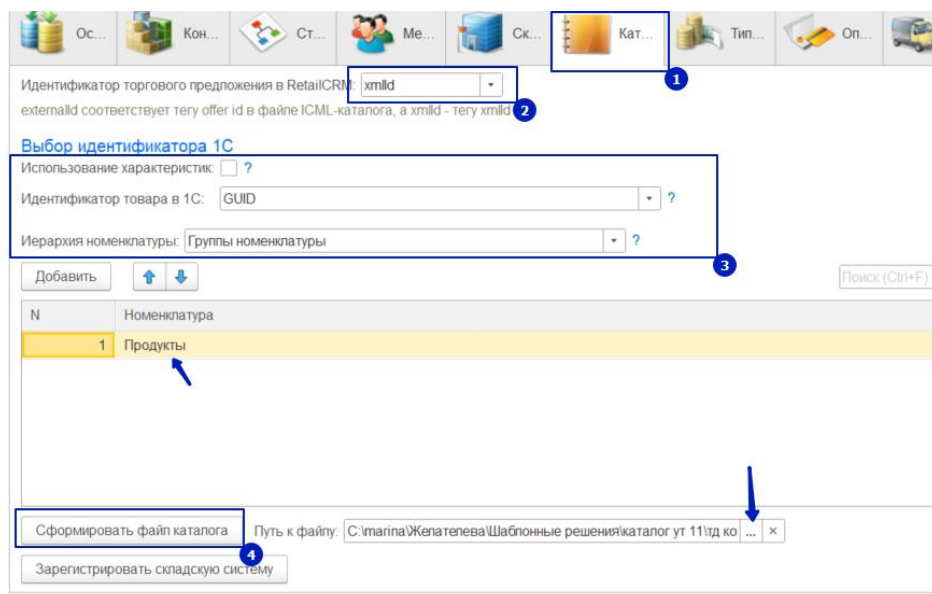 Ос... Кон... Ст... Ме... Ск... Кат... Тип... Оп...
1
Идентификатор торгового предложения в RetailCRM: xmlId
2
externalId соответствует тегу offer id в файле ICML-каталога, а xmlId - тегу xmlId
Выбор идентификатора 1С
Использование характеристик: ?
Идентификатор товара в 1С: GUID ?
Иерархия номенклатуры: Группы номенклатуры ?
3
Добавить Поиск (Ctrl+F)
N Номенклатура
1 Продукты
Сформировать файл каталога Путь к файлу: C:\marina\Желателева\Шаблонные решения\каталог ут 11\тд ко ... ×
4
Зарегистрировать складскую систему